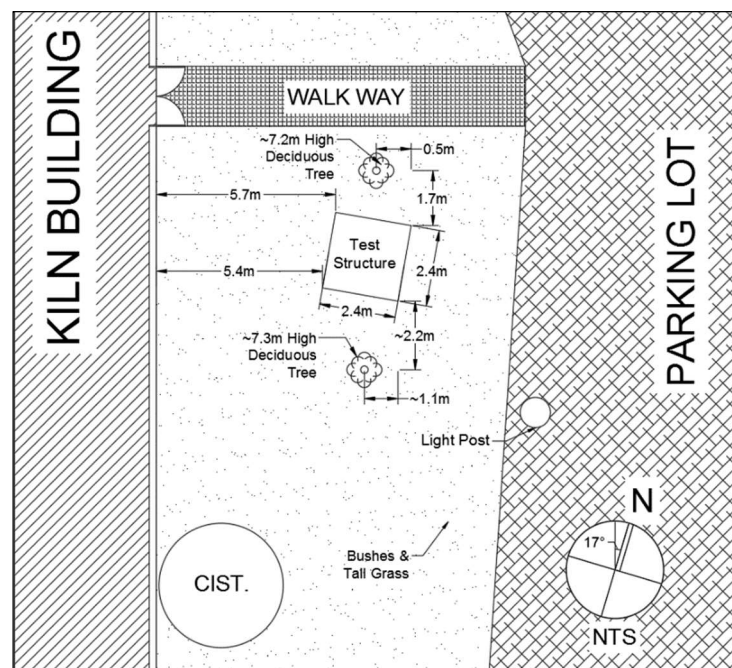 KILN BUILDING
WALK WAY
~7.2m High
Deciduous
Tree
0.5m
5.7m
1.7m
Test
Structure
5.4m
2.4m
2.4m
~2.2m
~7.3m High
Deciduous
Tree
~1.1m
PARKING LOT
Light Post
N
17°
Bushes &
Tall Grass
CIST.
NTS